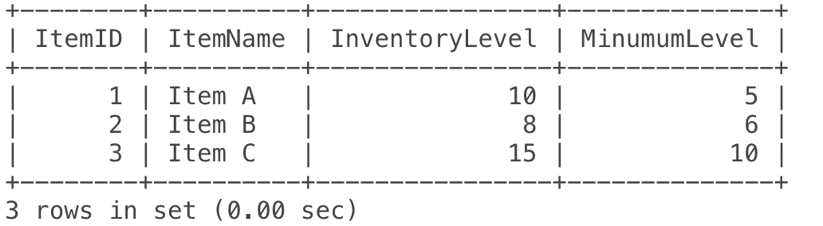 +--------+----------+----------------+--------------+
| ItemID | ItemName | InventoryLevel | MinumumLevel |
+--------+----------+----------------+--------------+
|      1 | Item A   |             10 |            5 |
|      2 | Item B   |              8 |            6 |
|      3 | Item C   |             15 |           10 |
+--------+----------+----------------+--------------+
3 rows in set (0.00 sec)